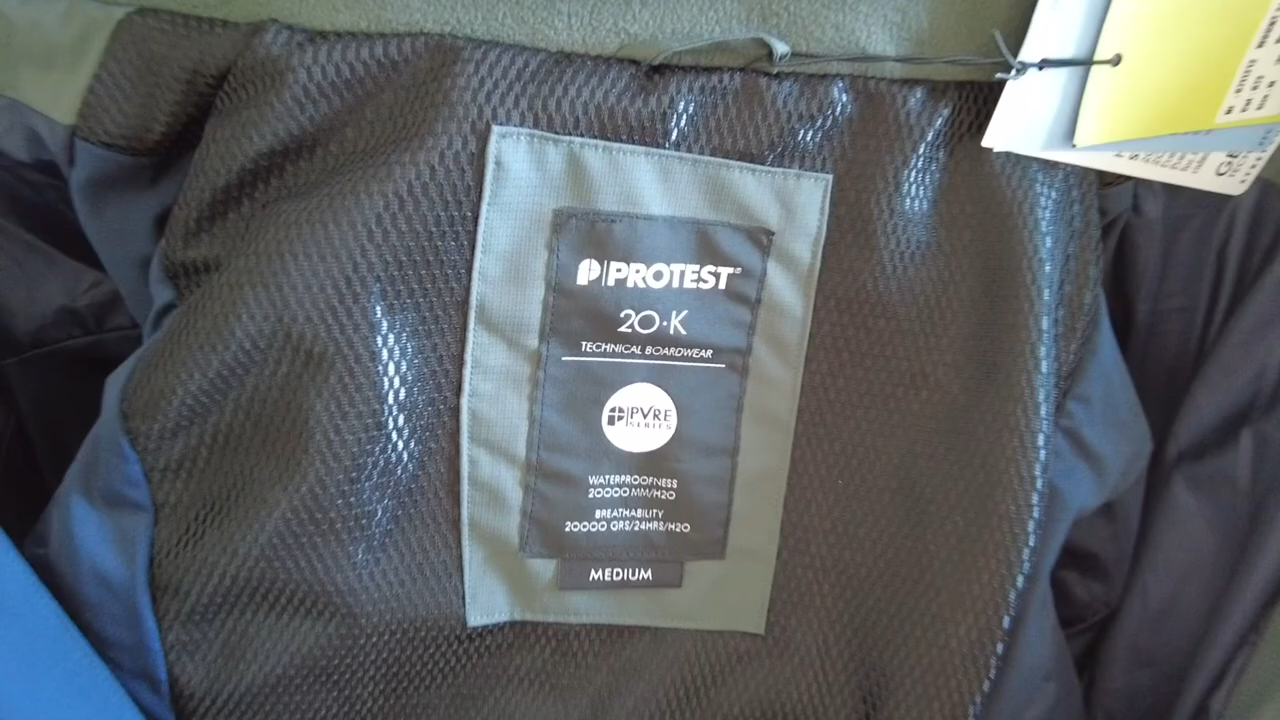 PROTEST
20·K
TECHNICAL BOARDWEAR
PVRE
SERIES
WATERPROOFNESS
20000 MM/H2O
BREATHABILITY
20000 GRS/24HRS/H2O
MEDIUM